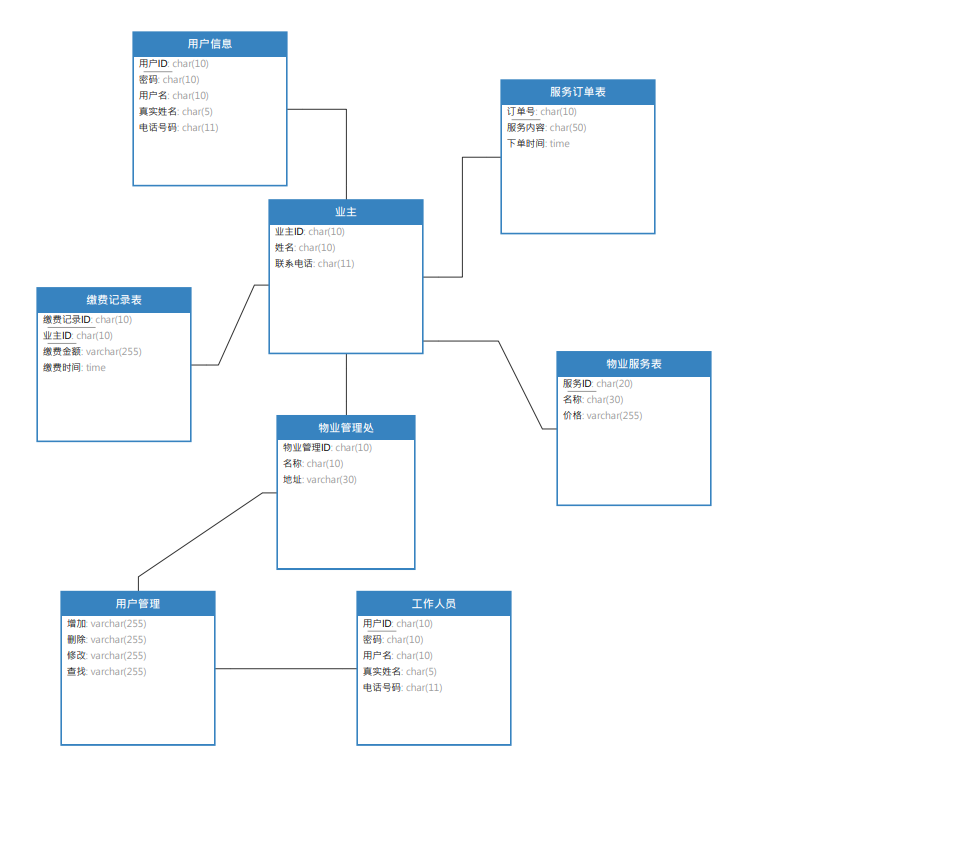 用户信息
用户ID: char(10)
密码: char(10)
用户名: char(10)
真实姓名: char(5)
电话号码: char(11)
服务订单表
订单号: char(10)
服务内容: char(50)
下单时间: time
业主
业主ID: char(10)
姓名: char(10)
联系电话: char(11)
缴费记录表
缴费记录ID: char(10)
业主ID: char(10)
缴费金额: varchar(255)
缴费时间: time
物业服务表
服务ID: char(20)
名称: char(30)
价格: varchar(255)
物业管理处
物业管理ID: char(10)
名称: char(10)
地址: varchar(30)
用户管理
增加: varchar(255)
删除: varchar(255)
修改: varchar(255)
查找: varchar(255)
工作人员
用户ID: char(10)
密码: char(10)
用户名: char(10)
真实姓名: char(5)
电话号码: char(11)